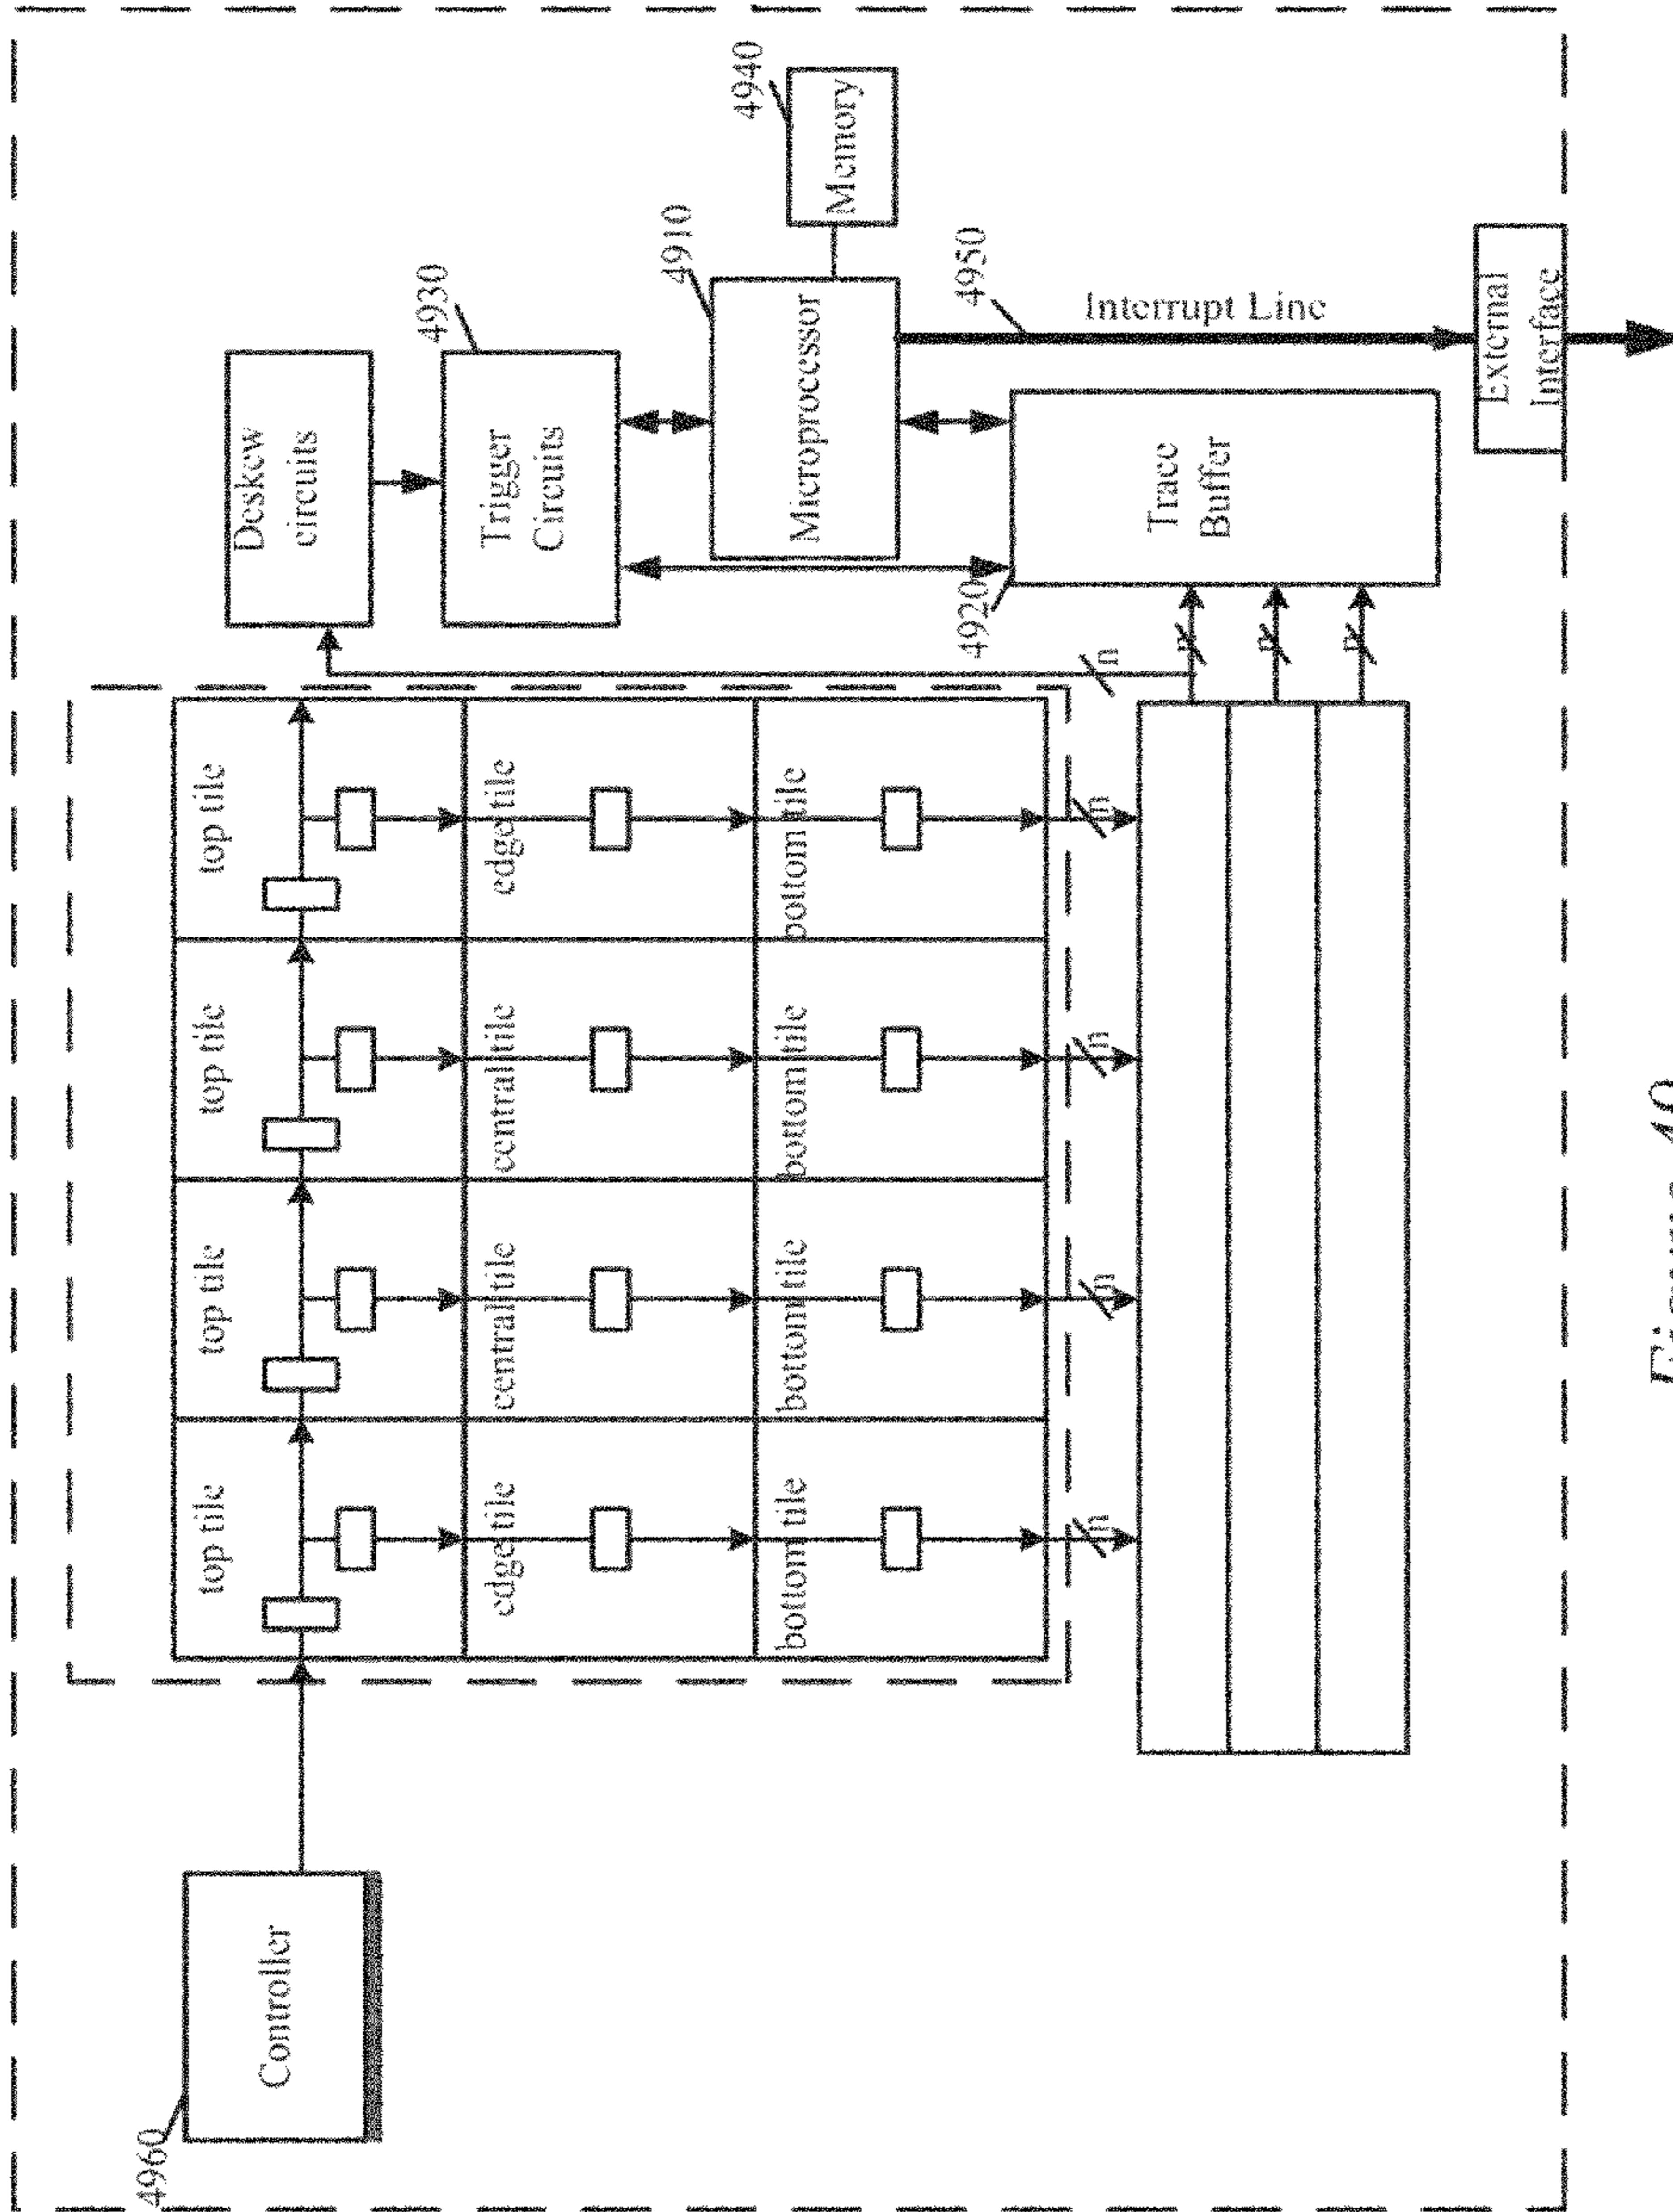 4960
Controller
top tile
top tile
top tile
top tile
edge tile
central tile
central tile
edge tile
bottom tile
bottom tile
bottom tile
bottom tile
n
n
n
n
n
n
n
n
Deskew
circuits
4930
Trigger
Circuits
4910
Microprocessor
4940
Memory
4920
Trace
Buffer
4950
Interrupt Line
External
Interface
Figure 49